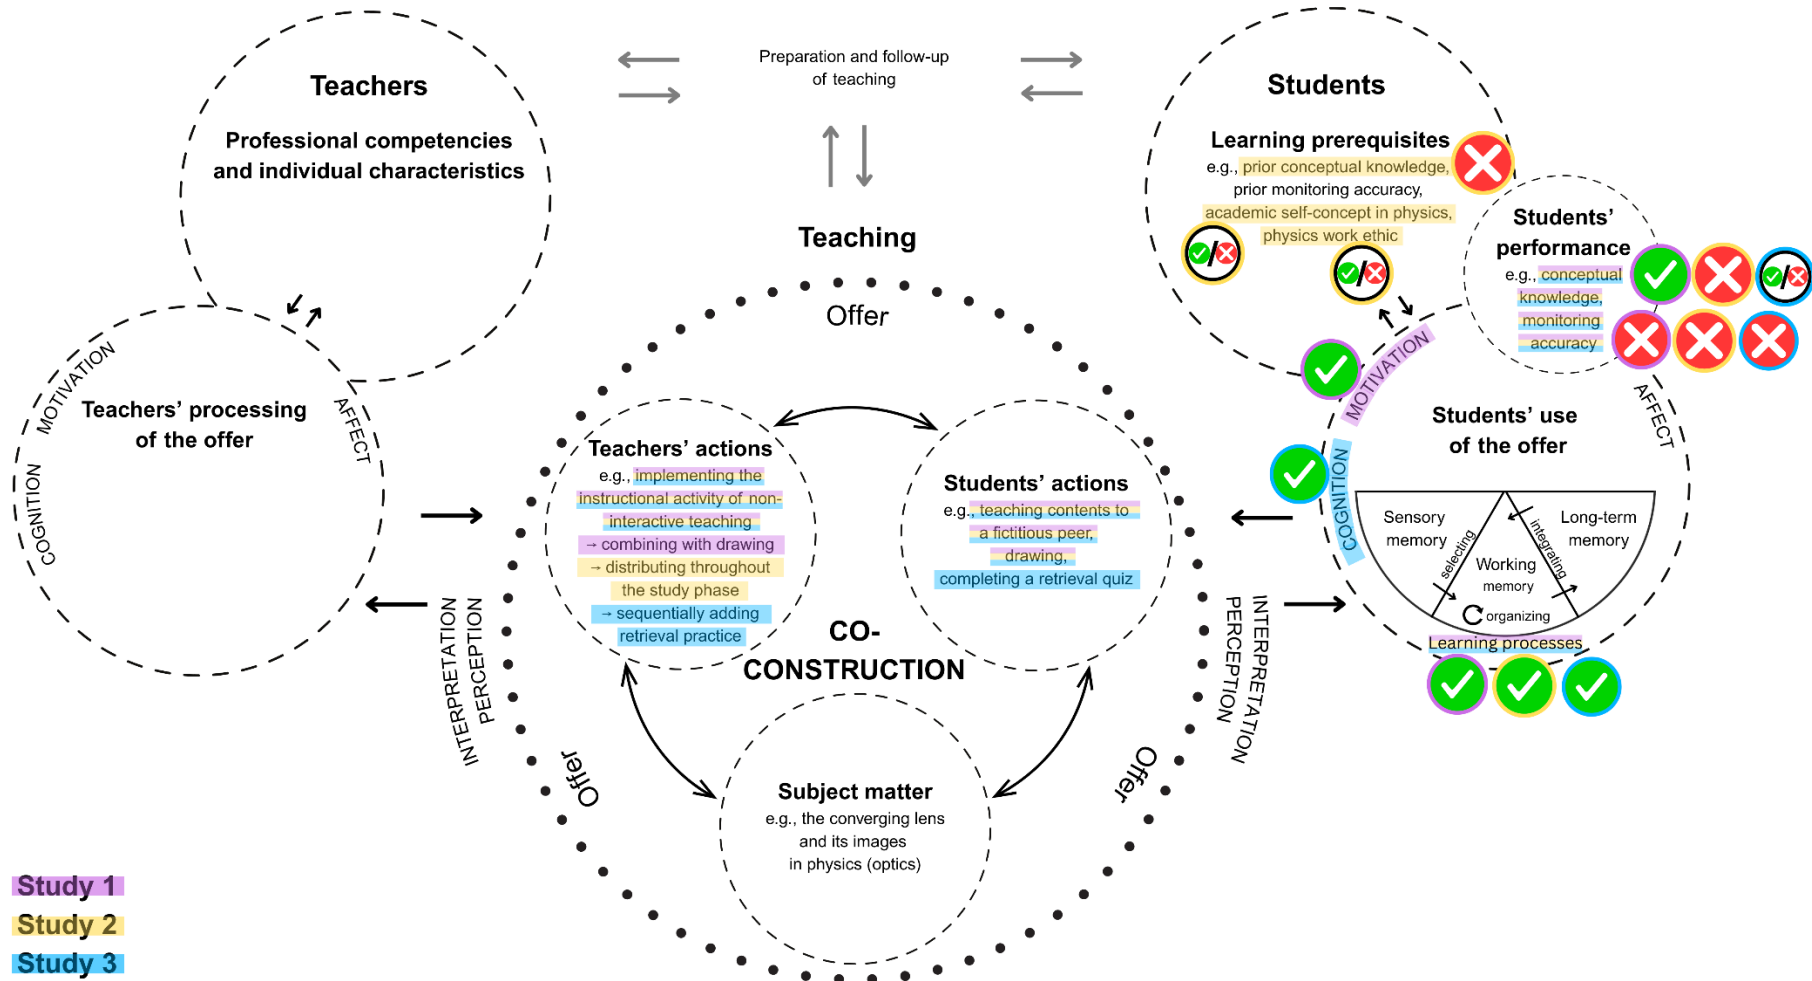 Preparation and follow-up
of teaching
Teachers
Professional competencies
and individual characteristics
Students
Learning prerequisites
e.g., prior conceptual knowledge,
prior monitoring accuracy,
academic self-concept in physics,
physics work ethic
Students'
performance
e.g., conceptual
knowledge,
monitoring
accuracy
Teaching
Offer
MOTIVATION
AFFECT
COGNITION
Teachers' processing
of the offer
Teachers' actions
e.g., implementing the
instructional activity of non-
interactive teaching
→ combining with drawing
→ distributing throughout
the study phase
→ sequentially adding
retrieval practice
Students' actions
e.g., teaching contents to
a fictitious peer,
drawing,
completing a retrieval quiz
CO-
CONSTRUCTION
Subject matter
e.g., the converging lens
and its images
in physics (optics)
Offer
Offer
INTERPRETATION
PERCEPTION
INTERPRETATION
PERCEPTION
MOTIVATION
AFFECT
COGNITION
Students' use
of the offer
Sensory
memory
selecting
Working
memory
integrating
Long-term
memory
organizing
Learning processes
Study 1
Study 2
Study 3